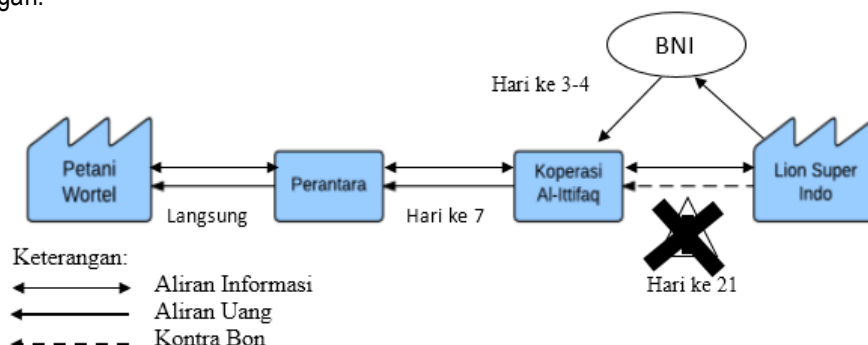 BNI
Hari ke 3-4
Petani
Wortel
Perantara
Koperasi
Al-Ittifaq
Lion Super
Indo
Langsung
Hari ke 7
Hari ke 21
Keterangan:
Aliran Informasi
Aliran Uang
Kontra Bon